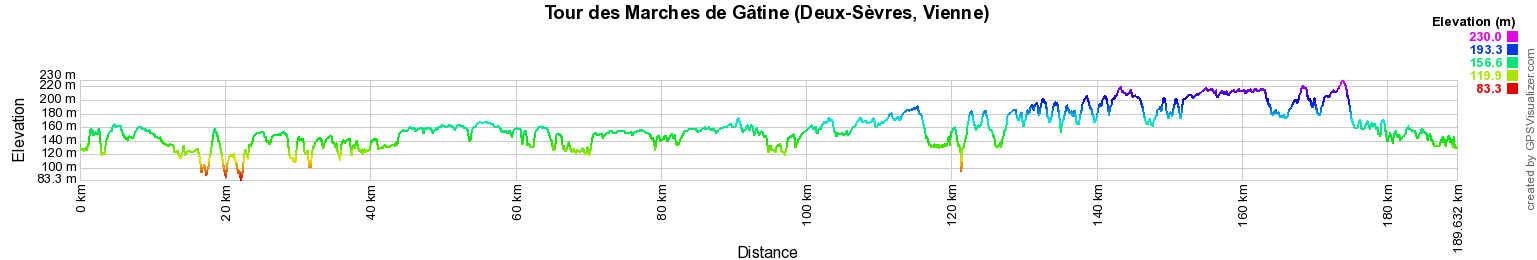 Tour des Marches de Gâtine (Deux-Sèvres, Vienne)
Elevation (m)
230.0
193.3
156.6
119.9
83.3
Elevation
230 m
220 m
200 m
180 m
160 m
140 m
120 m
100 m
83.3 m
0 km
20 km
40 km
60 km
80 km
100 km
120 km
140 km
160 km
180 km
189.632 km
Distance
created by GPSVisualizer.com